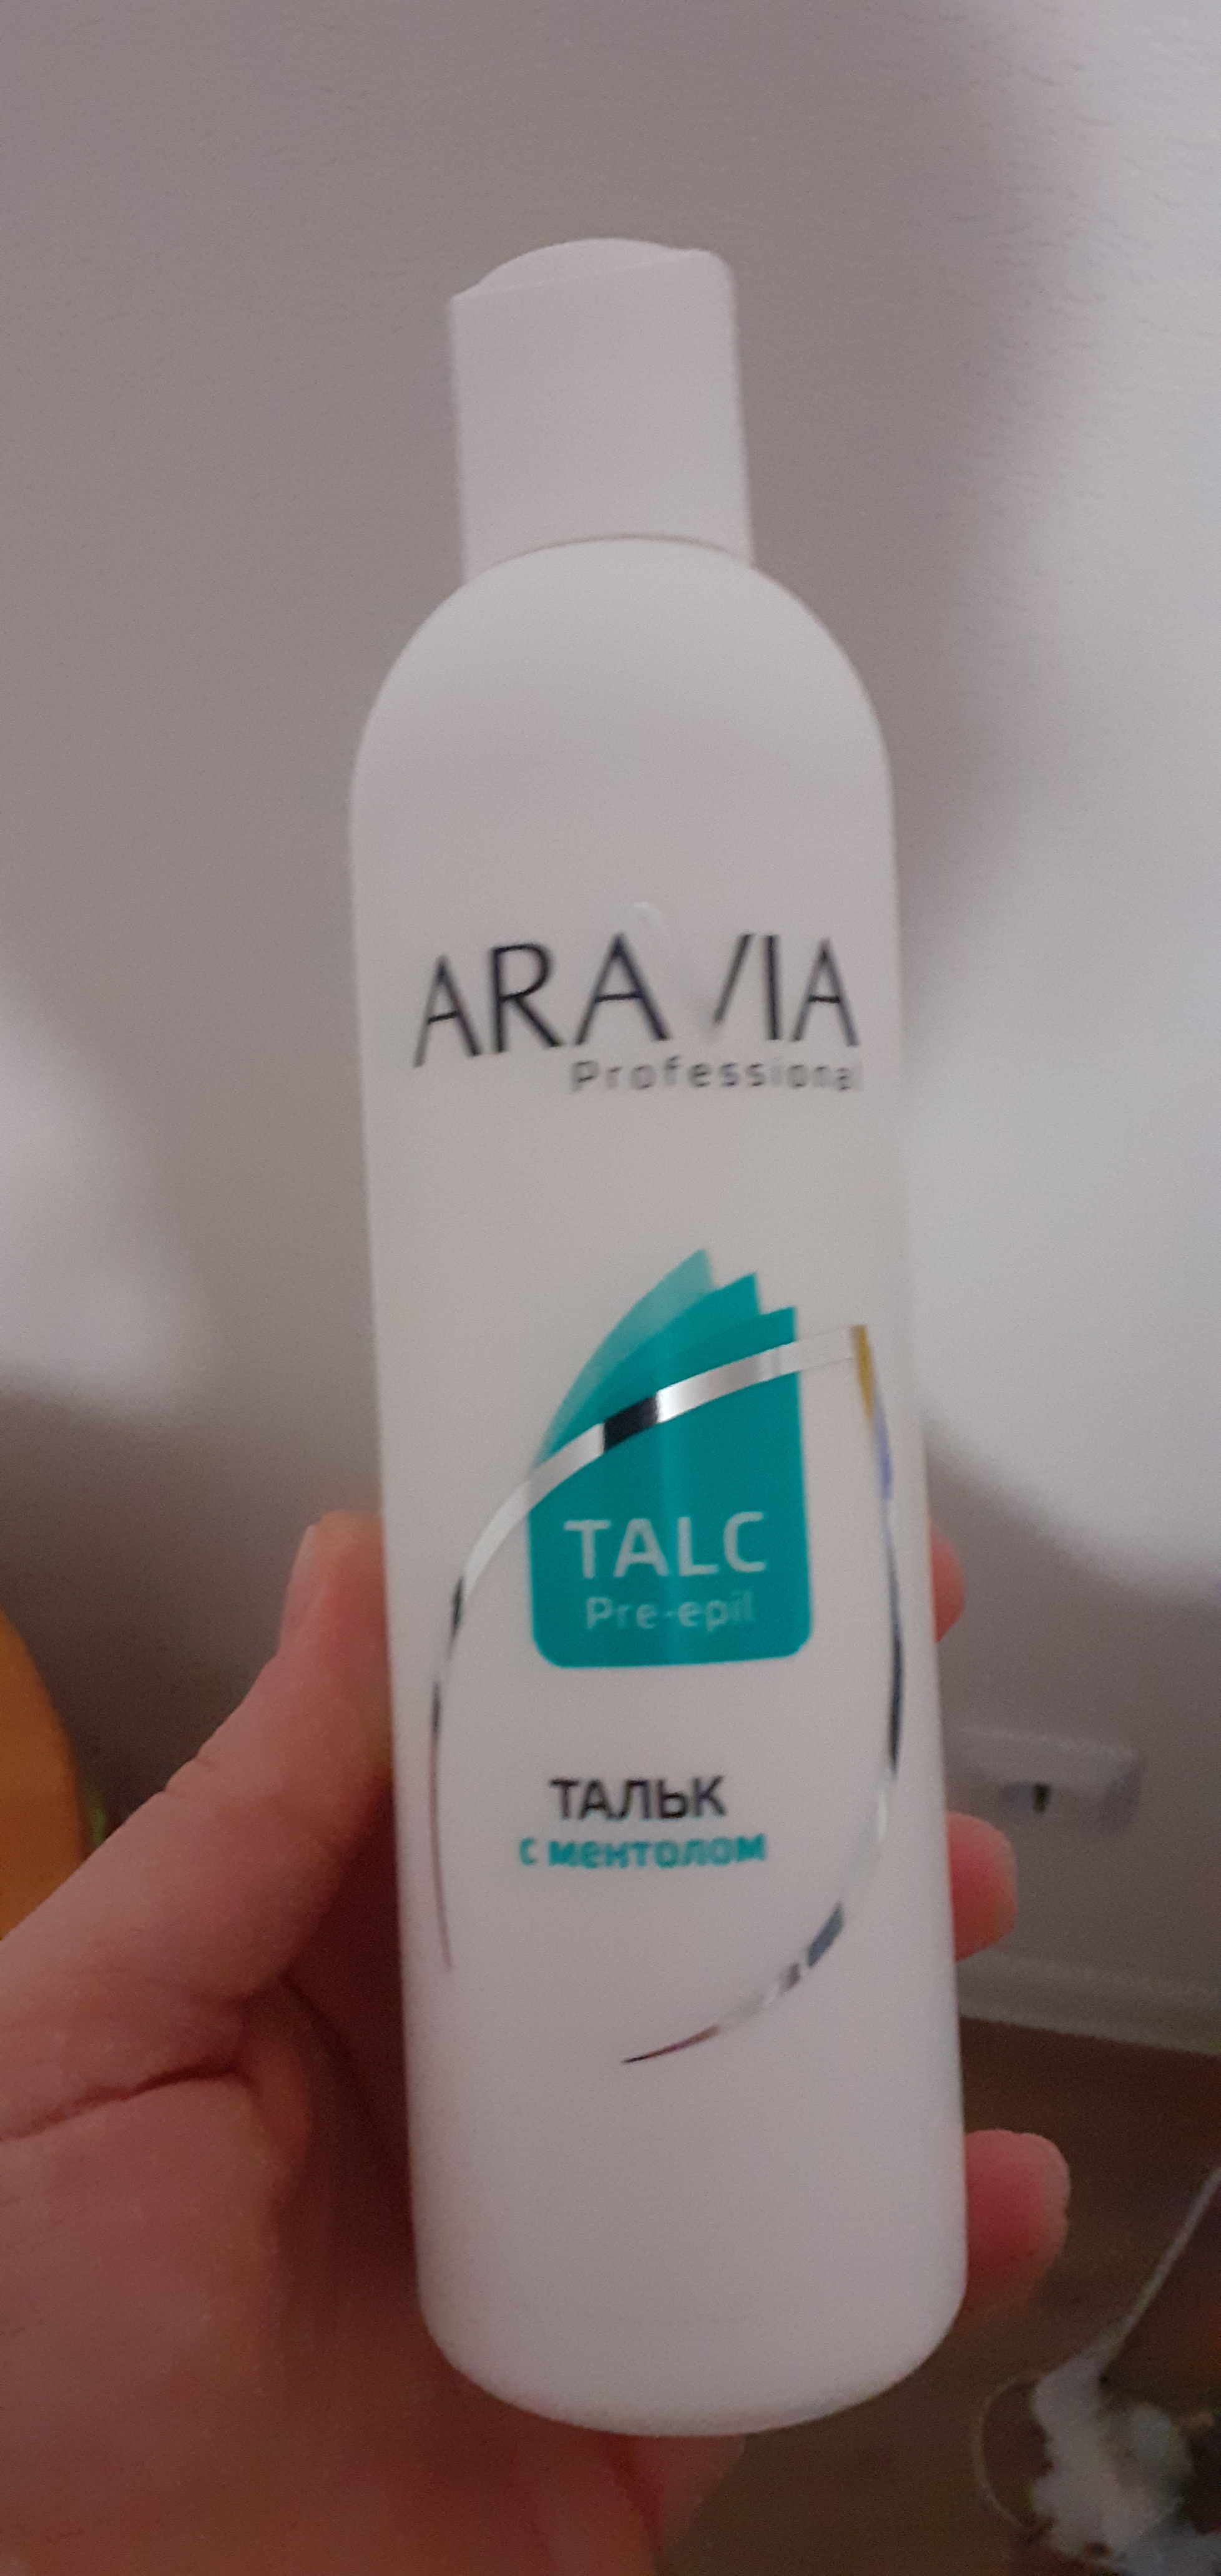 ARAVIA
Professional
TALC
Pre-epil
ТАЛЬК
с ментолом